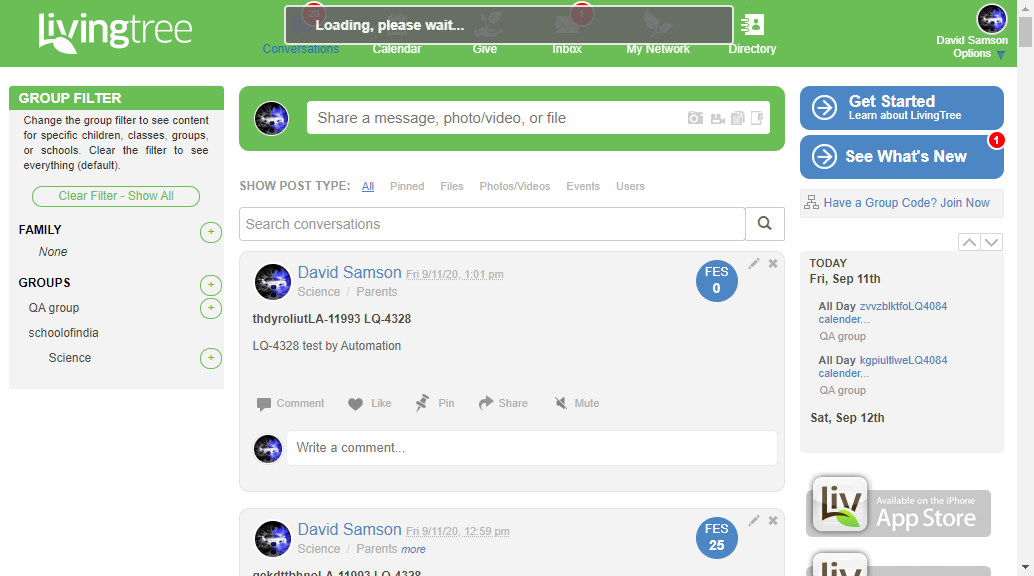 livingtree
20
Loading, please wait...
1
Conversations
Calendar
Give
Inbox
My Network
Directory
David Samson
Options
GROUP FILTER
Change the group filter to see content
for specific children, classes, groups,
or schools. Clear the filter to see
everything (default).
Clear Filter - Show All
FAMILY
None
GROUPS
QA group
schoolofindia
Science
Share a message, photo/video, or file
SHOW POST TYPE: All Pinned Files Photos/Videos Events Users
Search conversations
David Samson Fri 9/11/20, 1:01 pm
Science / Parents
FES
0
thdyroliutLA-11993 LQ-4328
LQ-4328 test by Automation
Comment Like Pin Share Mute
Write a comment...
David Samson Fri 9/11/20, 12:59 pm
Science / Parents more
FES
25
Get Started
Learn about LivingTree
1
See What's New
Have a Group Code? Join Now
TODAY
Fri, Sep 11th
All Day zvvzblktfoLQ4084
calender...
QA group
All Day kgpiultlweLQ4084
calender...
QA group
Sat, Sep 12th
Liv
Available on the iPhone
App Store
Liv